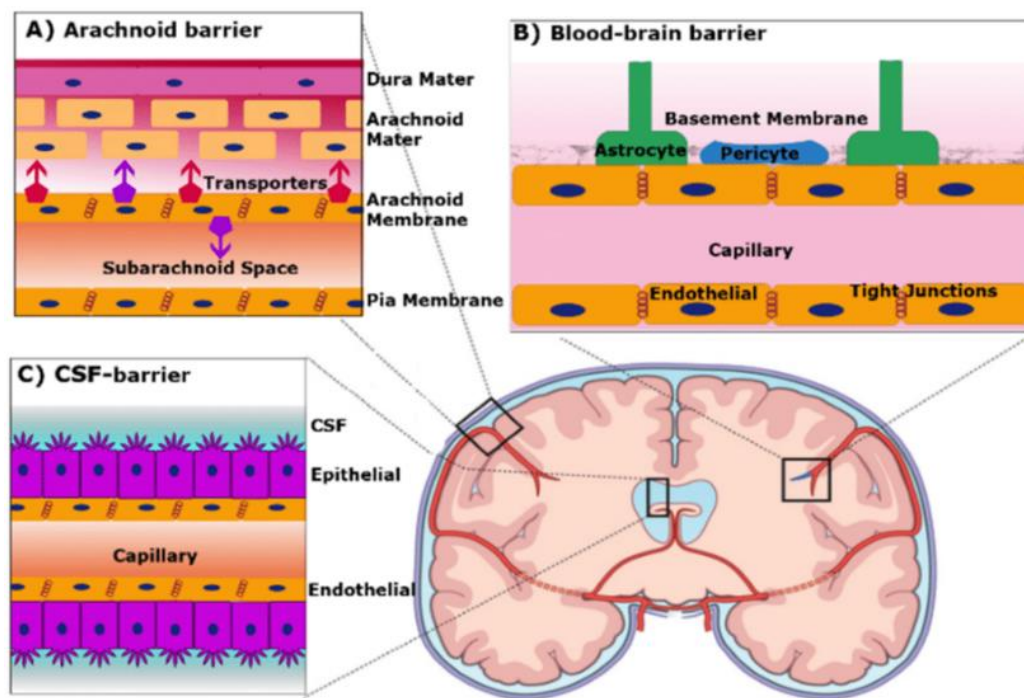 A) Arachnoid barrier
Dura Mater
Arachnoid
Mater
Transporters
Arachnoid
Membrane
Subarachnoid Space
Pia Membrane
B) Blood-brain barrier
Basement Membrane
Astrocyte
Pericyte
Capillary
Endothelial
Tight Junctions
C) CSF-barrier
CSF
Epithelial
Capillary
Endothelial